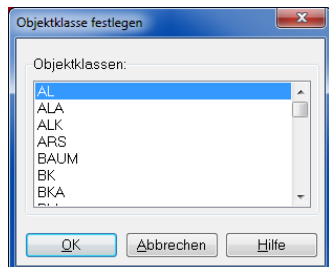 Objektklasse festlegen
Objektklassen:
AL
ALA
ALK
ARS
BAUM
BK
BKA
OK
Abbrechen
Hilfe